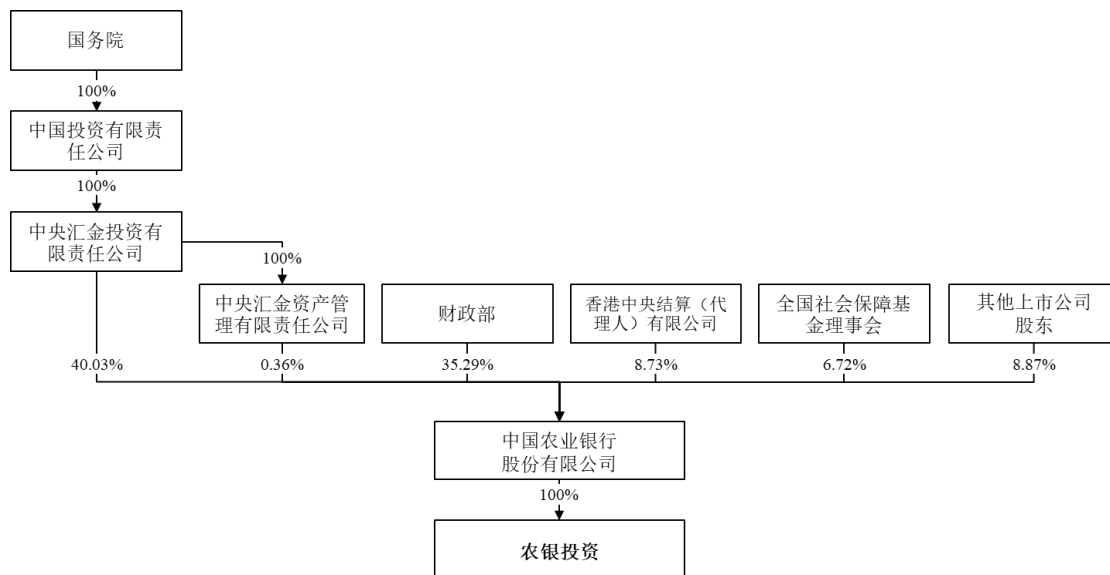 国务院
100%
中国投资有限责
任公司
100%
中央汇金投资有
限责任公司
100%
中央汇金资产管
理有限责任公司
财政部
香港中央结算（代
理人）有限公司
全国社会保障基
金理事会
其他上市公司
股东
40.03%
0.36%
35.29%
8.73%
6.72%
8.87%
中国农业银行
股份有限公司
100%
农银投资